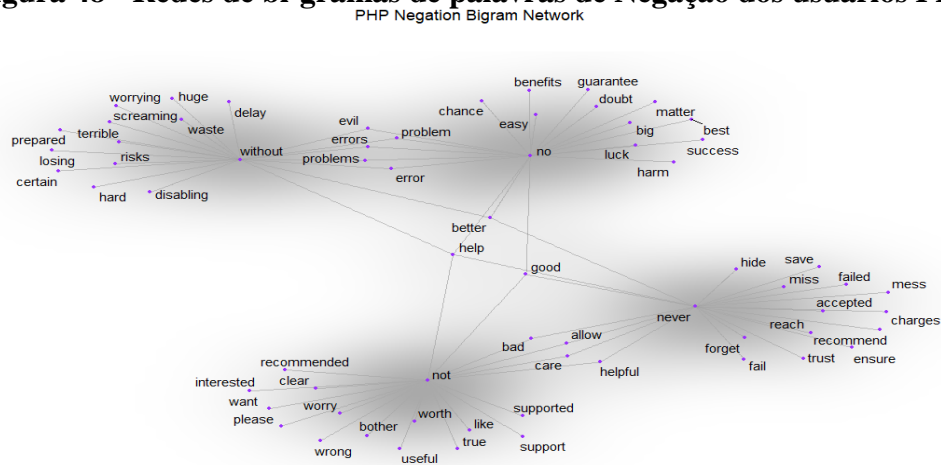 Figura 48 - Redes de bi-gramas de palavras de Negação dos usuários
PHP Negation Bigram Network
benefits
guarantee
worrying
huge
delay
chance
doubt
matter
screaming
waste
evil
easy
big
best
prepared
terrible
errors
problem
without
no
luck
success
losing
risks
problems
harm
certain
error
hard
disabling
better
help
good
hide
save
miss
failed
mess
accepted
never
charges
reach
recommend
bad
allow
forget
ensure
recommended
care
helpful
fail
trust
interested
clear
not
want
worry
please
worth
supported
bother
like
wrong
true
support
useful